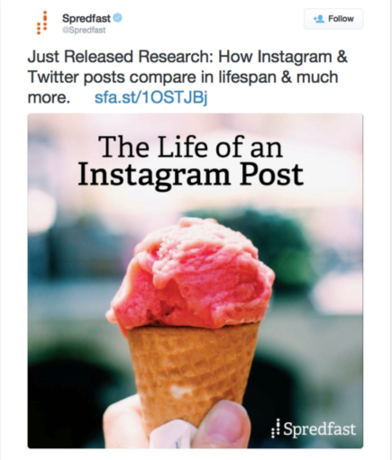 Spredfast
@Spredfast
Follow
Just Released Research: How Instagram &
Twitter posts compare in lifespan & much
more. sfa.st/1OSTJBj
The Life of an
Instagram Post
Spredfast